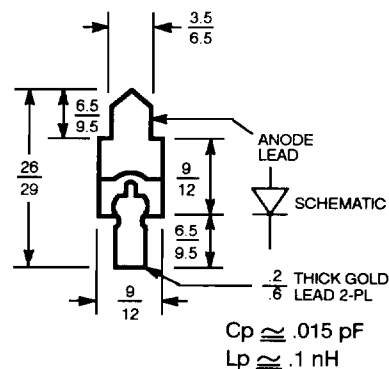 3.5
6.5
6.5
9.5
ANODE
LEAD
26
29
9
12
SCHEMATIC
6.5
9.5
.2
.6
THICK GOLD
LEAD 2-PL
9
12
Cp ≅ .015 pF
Lp ≅ .1 nH